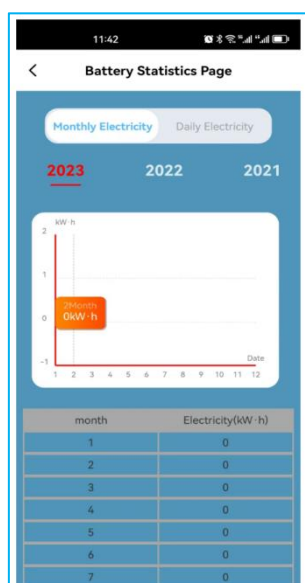 11:42
Battery Statistics Page
Monthly Electricity Daily Electricity
2023 2022 2021
kW·h
2
1
2Month
0kW·h
0
-1
Date
1 2 3 4 5 6 7 8 9 10 11 12
month Electricity(kW·h)
1 0
2 0
3 0
4 0
5 0
6 0
7 0